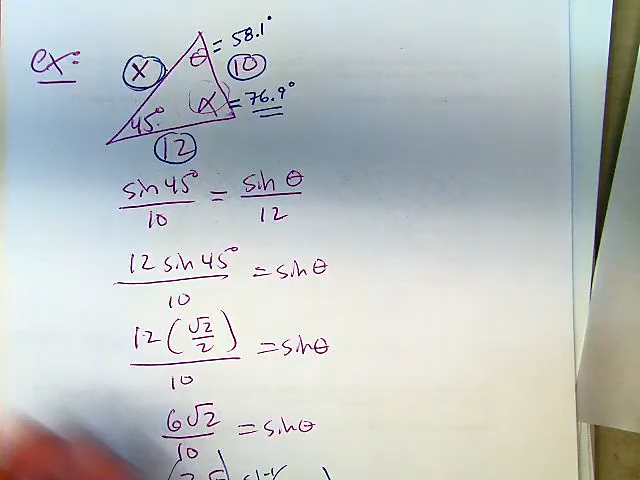 ex:
θ = 58.1°
x
10
α = 76.9°
45°
12
sin 45° / 10 = sin θ / 12
12 sin 45° / 10 = sin θ
12 (√2 / 2) / 10 = sin θ
6√2 / 10 = sin θ